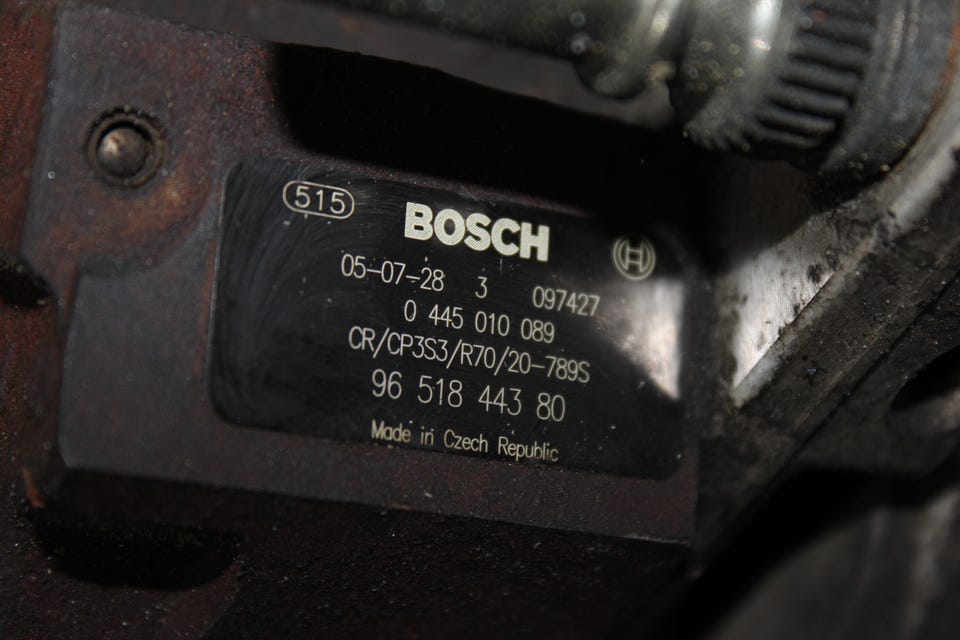 515
BOSCH
05-07-28 3 097427
0 445 010 089
CR/CP3S3/R70/20-789S
96 518 443 80
Made in Czech Republic